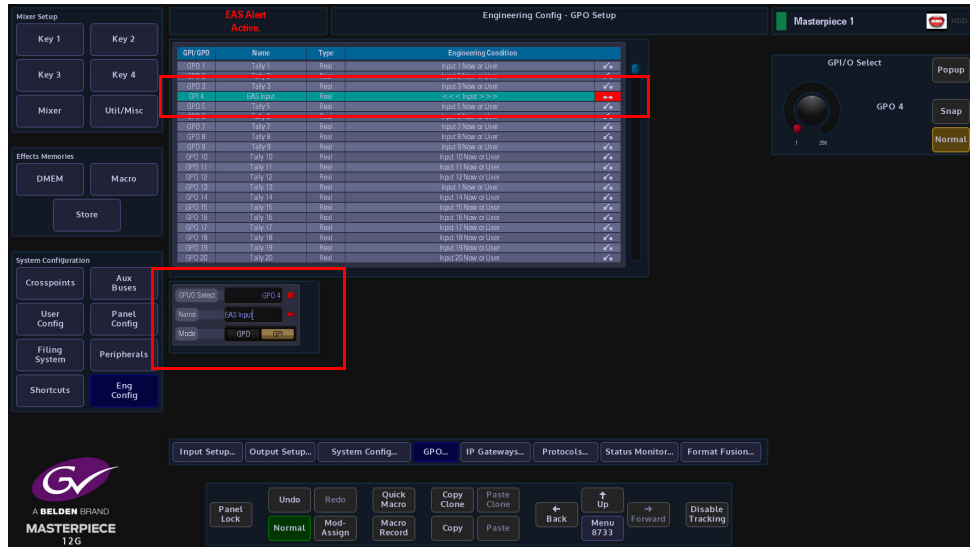 Mixer Setup
Key 1
Key 2
Key 3
Key 4
Mixer
Util/Misc
Effects Memories
DMEM
Macro
Store
System Configuration
Crosspoints
Aux
Buses
User
Config
Panel
Config
Filing
System
Peripherals
Shortcuts
Eng
Config
GV
A BELDEN BRAND
MASTERPIECE
12G
EAS Alert
Active.
Engineering Config - GPO Setup
GPI/GPO Name Type Engineering Condition
GPO 1 Tally 1 Real Input 1 Now or User
GPO 3 Tally 3 Real Input 3 Now or User
GPI 4 EAS Input Real <<< Input >>>
GPO 5 Tally 5 Real Input 5 Now or User
GPO 7 Tally 7 Real Input 7 Now or User
GPO 8 Tally 8 Real Input 8 Now or User
GPO 9 Tally 9 Real Input 9 Now or User
GPO 10 Tally 10 Real Input 10 Now or User
GPO 11 Tally 11 Real Input 11 Now or User
GPO 12 Tally 12 Real Input 12 Now or User
GPO 13 Tally 13 Real Input 1 Now or User
GPO 14 Tally 14 Real Input 14 Now or User
GPO 15 Tally 15 Real Input 15 Now or User
GPO 16 Tally 16 Real Input 16 Now or User
GPO 17 Tally 17 Real Input 17 Now or User
GPO 18 Tally 18 Real Input 18 Now or User
GPO 19 Tally 19 Real Input 19 Now or User
GPO 20 Tally 20 Real Input 20 Now or User
GPI/O Select GPO 4
Name EAS Input
Mode GPO GPI
Input Setup... Output Setup... System Config... GPO... IP Gateways... Protocols... Status Monitor... Format Fusion...
Panel
Lock
Undo
Redo
Normal
Mod-
Assign
Quick
Macro
Macro
Record
Copy
Clone
Paste
Clone
Copy
Paste
Back
Up
Menu
8733
Forward
Disable
Tracking
Masterpiece 1
HDD
GPI/O Select
GPO 4
1 256
Popup
Snap
Normal